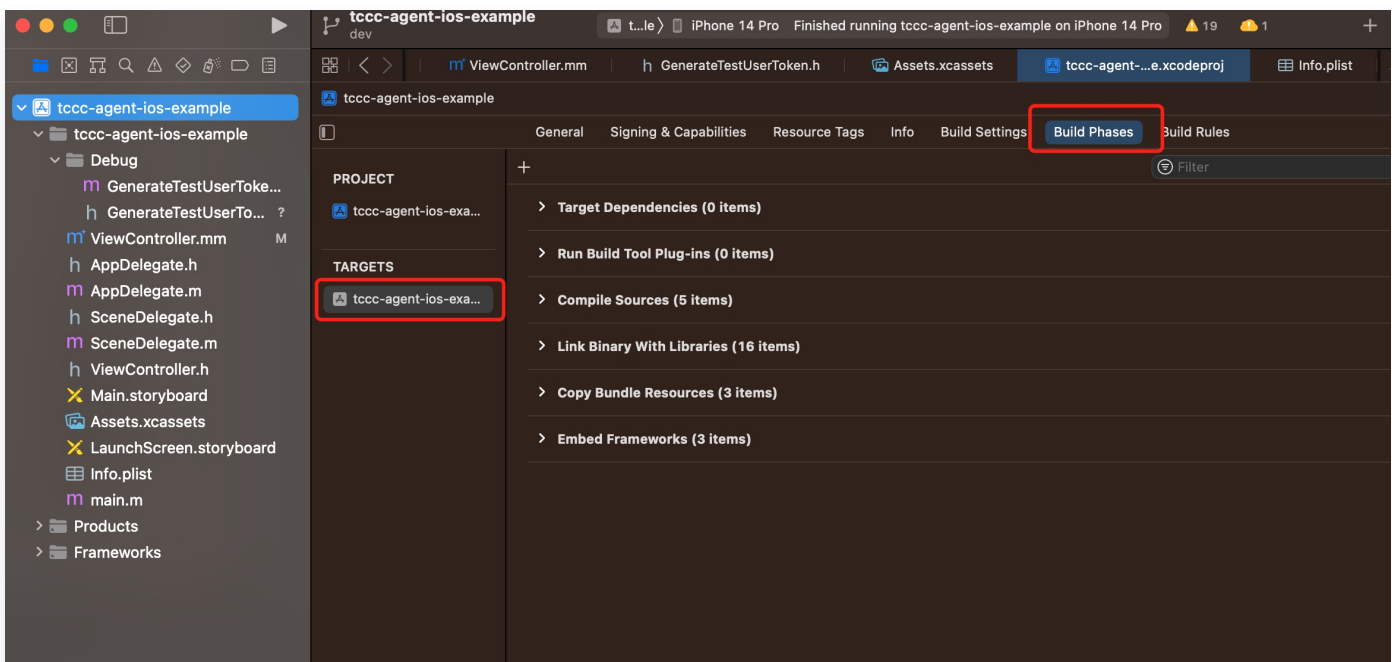 tccc-agent-ios-example
dev
t...le〉 iPhone 14 Pro Finished running tccc-agent-ios-example on iPhone 14 Pro 19 1
ViewController.mm
GenerateTestUserToken.h
Assets.xcassets
tccc-agent-...e.xcodeproj
Info.plist
tccc-agent-ios-example
tccc-agent-ios-example
Debug
m GenerateTestUserToke...
h GenerateTestUserTo... ?
m ViewController.mm M
h AppDelegate.h
m AppDelegate.m
h SceneDelegate.h
m SceneDelegate.m
h ViewController.h
Main.storyboard
Assets.xcassets
LaunchScreen.storyboard
Info.plist
m main.m
Products
Frameworks
tccc-agent-ios-example
General Signing & Capabilities Resource Tags Info Build Settings Build Phases Build Rules
PROJECT
tccc-agent-ios-exa...
TARGETS
tccc-agent-ios-exa...
Filter
Target Dependencies (0 items)
Run Build Tool Plug-ins (0 items)
Compile Sources (5 items)
Link Binary With Libraries (16 items)
Copy Bundle Resources (3 items)
Embed Frameworks (3 items)